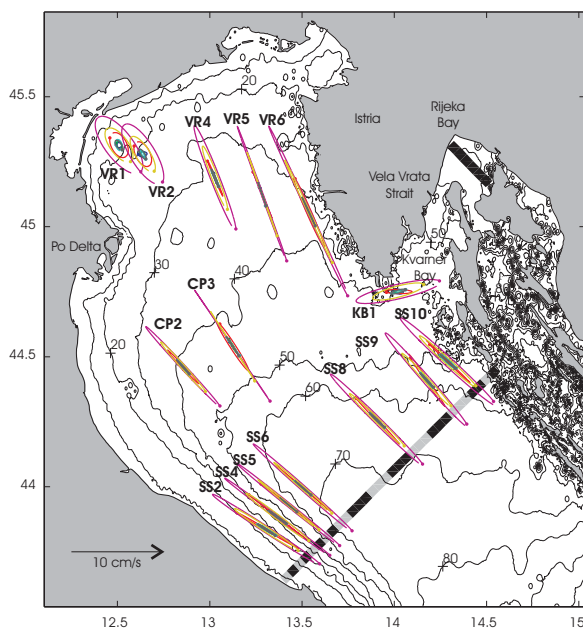 45.5
45
44.5
44
12.5
13
13.5
14
14.5
15
20
Istria
Rijeka
Bay
Vela Vrata
Strait
VR4
VR5
VR6
VR1
VR2
Po Delta
50
Kvarner
Bay
30
40
CP3
KB1
SS10
CP2
SS9
20
50
SS8
60
SS6
70
SS5
SS4
SS2
10 cm/s
80